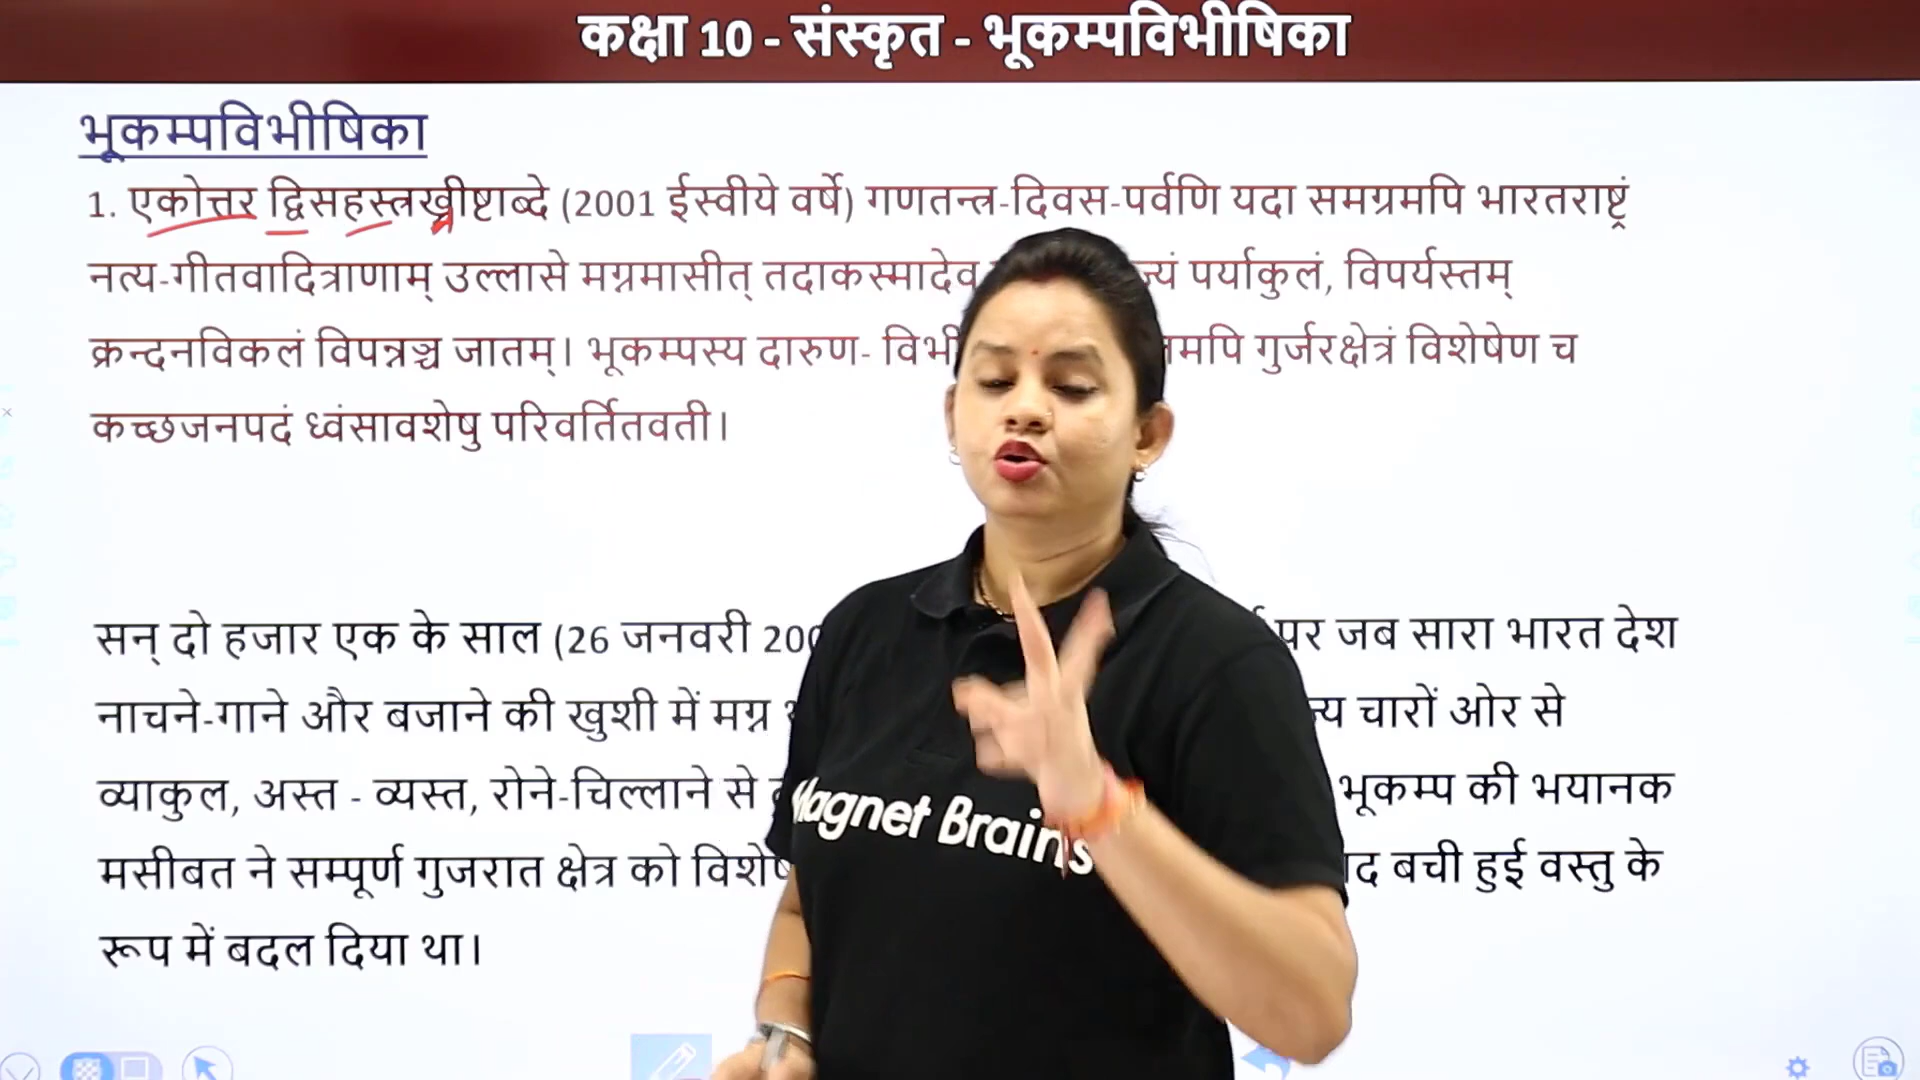 कक्षा 10 - संस्कृत - भूकम्पविभीषिका
भूकम्पविभीषिका
1. एकोत्तर द्विसहस्त्रख्रीष्टाब्दे (2001 ईस्वीये वर्षे) गणतन्त्र-दिवस-पर्वणि यदा समग्रमपि भारतराष्ट्रं
नत्य-गीतवादित्राणाम् उल्लासे मग्नमासीत् तदाकस्मादेव पर्याकुलं, विपर्यस्तम्
क्रन्दनविकलं विपन्नञ्च जातम्। भूकम्पस्य दारुण- गुर्जरक्षेत्रं विशेषेण च
कच्छजनपदं ध्वंसावशेषु परिवर्तितवती।
सन् दो हजार एक के साल (26 जनवरी पर जब सारा भारत देश
नाचने-गाने और बजाने की खुशी में मग्न चारों ओर से
व्याकुल, अस्त - व्यस्त, रोने-चिल्लाने से भूकम्प की भयानक
मसीबत ने सम्पूर्ण गुजरात क्षेत्र को बची हुई वस्तु के
रूप में बदल दिया था।
Magnet Brains